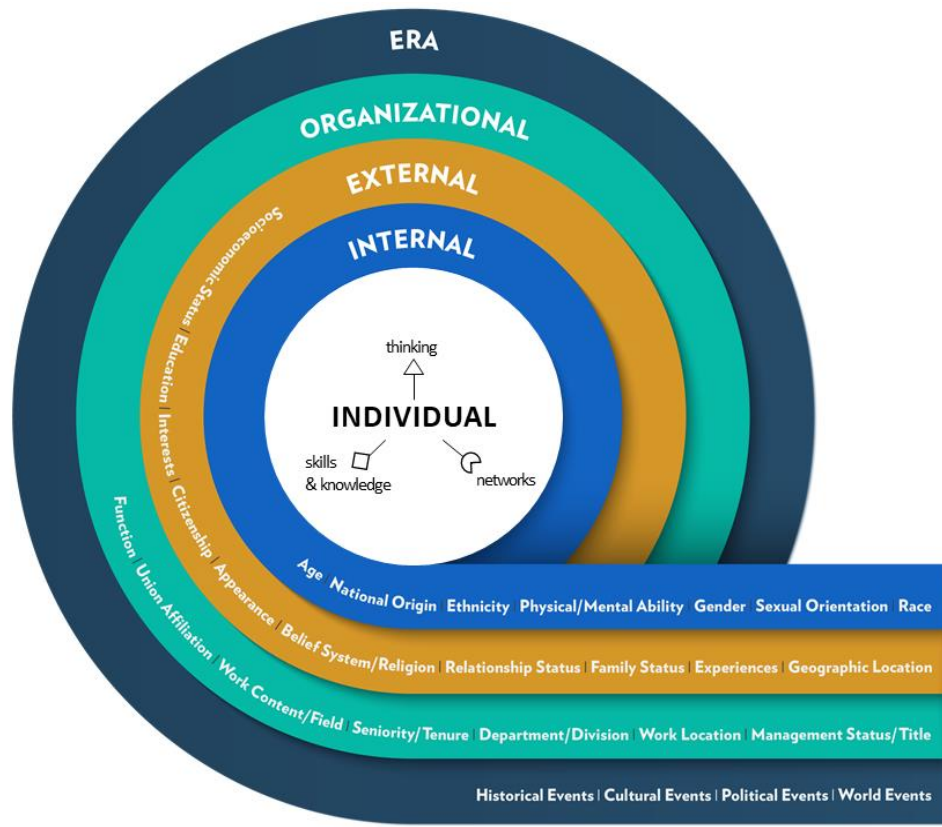 ERA
ORGANIZATIONAL
EXTERNAL
INTERNAL
thinking
INDIVIDUAL
skills
& knowledge
networks
Age | National Origin | Ethnicity | Physical/Mental Ability | Gender | Sexual Orientation | Race
Socioeconomic Status | Education | Interests | Citizenship | Appearance | Belief System/Religion | Relationship Status | Family Status | Experiences | Geographic Location
Function | Union Affiliation | Work Content/Field | Seniority/Tenure | Department/Division | Work Location | Management Status/Title
Historical Events | Cultural Events | Political Events | World Events